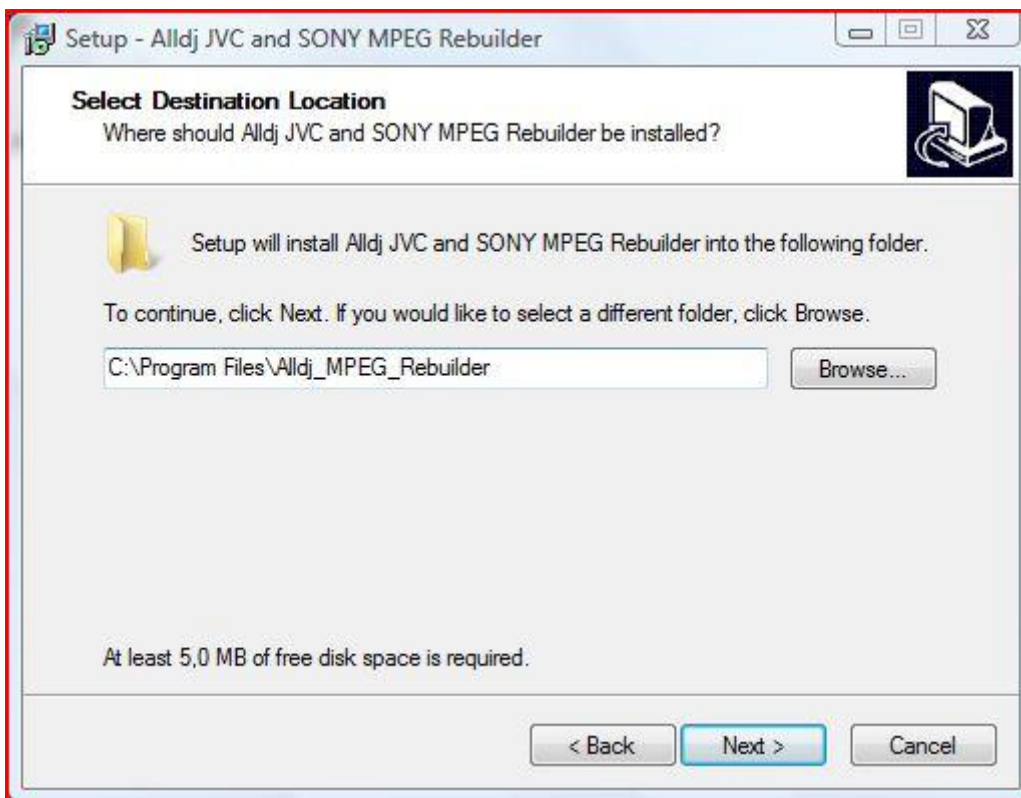 Setup - Alldj JVC and SONY MPEG Rebuilder
Select Destination Location
Where should Alldj JVC and SONY MPEG Rebuilder be installed?
Setup will install Alldj JVC and SONY MPEG Rebuilder into the following folder.
To continue, click Next. If you would like to select a different folder, click Browse.
C:\Program Files\Alldj_MPEG_Rebuilder
Browse...
At least 5,0 MB of free disk space is required.
< Back
Next >
Cancel